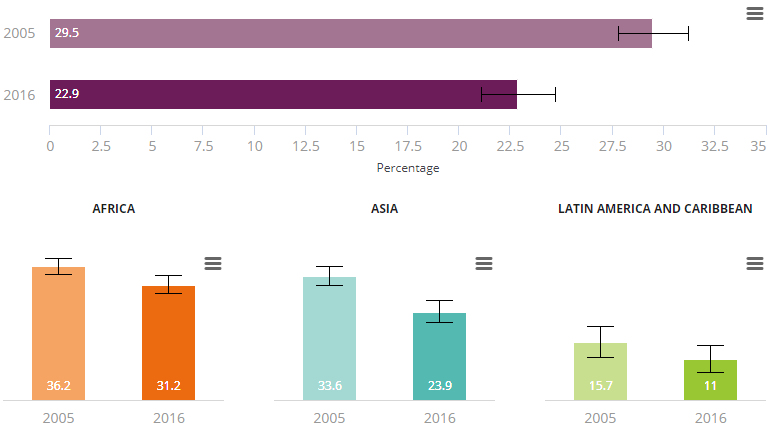 2005 29.5
2016 22.9
0 2.5 5 7.5 10 12.5 15 17.5 20 22.5 25 27.5 30 32.5 35
Percentage
AFRICA ASIA LATIN AMERICA AND CARIBBEAN
36.2 31.2 33.6 23.9 15.7 11
2005 2016 2005 2016 2005 2016